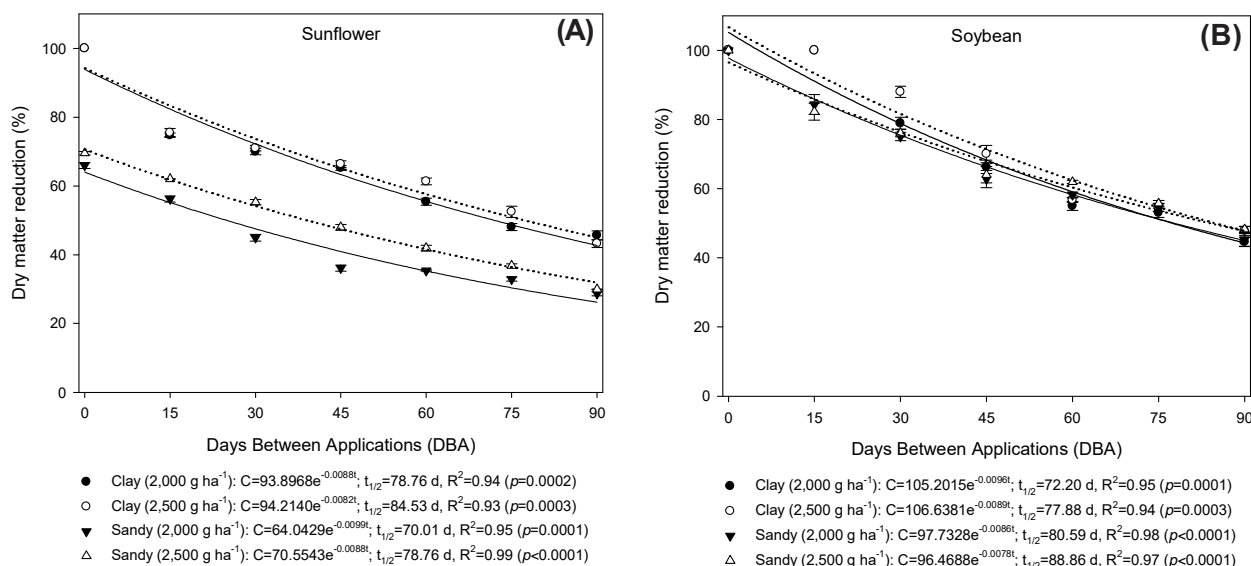 Sunflower
(A)
Dry matter reduction (%)
100
80
60
40
20
0
0 15 30 45 60 75 90
Days Between Applications (DBA)
Clay (2,000 g ha⁻¹): C=93.8968e⁻⁰·⁰⁰⁸⁸ᵗ; t₁/₂=78.76 d, R²=0.94 (p=0.0002)
Clay (2,500 g ha⁻¹): C=94.2140e⁻⁰·⁰⁰⁸²ᵗ; t₁/₂=84.53 d, R²=0.93 (p=0.0003)
Sandy (2,000 g ha⁻¹): C=64.0429e⁻⁰·⁰⁰⁹⁹ᵗ; t₁/₂=70.01 d, R²=0.95 (p=0.0001)
Sandy (2,500 g ha⁻¹): C=70.5543e⁻⁰·⁰⁰⁸⁸ᵗ; t₁/₂=78.76 d, R²=0.99 (p<0.0001)
Soybean
(B)
Dry matter reduction (%)
100
80
60
40
20
0
0 15 30 45 60 75 90
Days Between Applications (DBA)
Clay (2,000 g ha⁻¹): C=105.2015e⁻⁰·⁰⁰⁹⁶ᵗ; t₁/₂=72.20 d, R²=0.95 (p=0.0001)
Clay (2,500 g ha⁻¹): C=106.6381e⁻⁰·⁰⁰⁸⁹ᵗ; t₁/₂=77.88 d, R²=0.94 (p=0.0003)
Sandy (2,000 g ha⁻¹): C=97.7328e⁻⁰·⁰⁰⁸⁶ᵗ; t₁/₂=80.59 d, R²=0.98 (p<0.0001)
Sandy (2,500 g ha⁻¹): C=96.4688e⁻⁰·⁰⁰⁷⁸ᵗ; t₁/₂=88.86 d, R²=0.97 (p<0.0001)